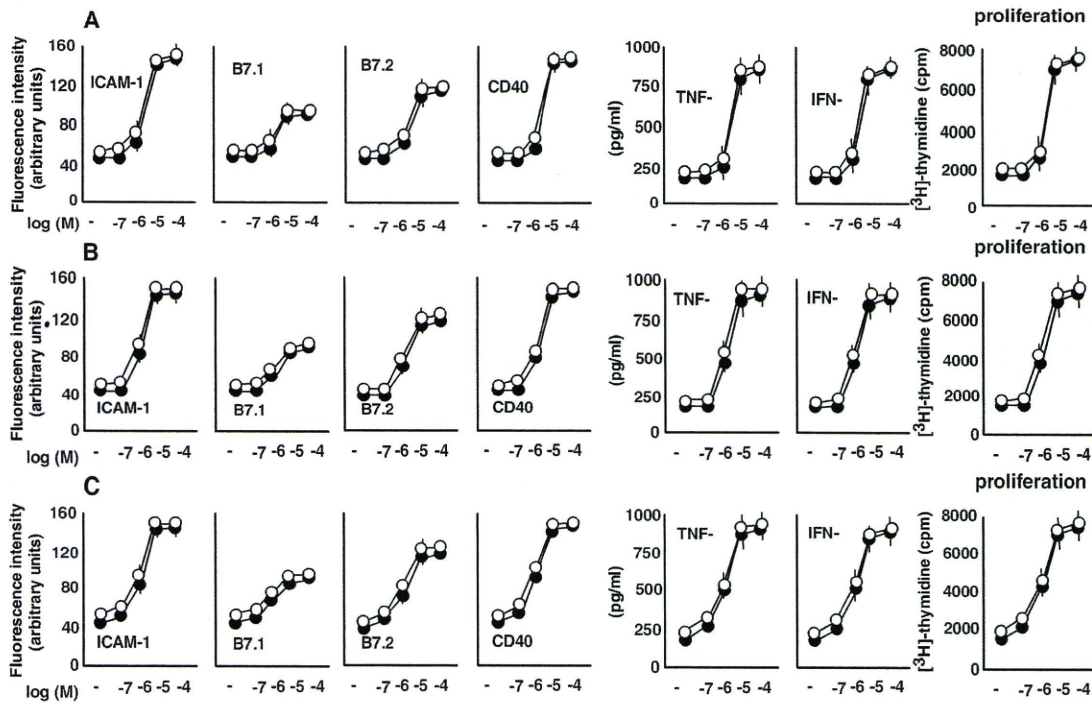 A
proliferation
Fluorescence intensity
(arbitrary units)
160
120
80
40
0
ICAM-1
B7.1
B7.2
CD40
(pg/ml)
1000
750
500
250
0
TNF-
IFN-
[³H]-thymidine (cpm)
8000
6000
4000
2000
0
log (M)
- -7 -6 -5 -4
- -7 -6 -5 -4
- -7 -6 -5 -4
- -7 -6 -5 -4
- -7 -6 -5 -4
- -7 -6 -5 -4
- -7 -6 -5 -4
B
proliferation
Fluorescence intensity
(arbitrary units)
160
120
80
40
0
ICAM-1
B7.1
B7.2
CD40
(pg/ml)
1000
750
500
250
0
TNF-
IFN-
[³H]-thymidine (cpm)
8000
6000
4000
2000
0
log (M)
- -7 -6 -5 -4
- -7 -6 -5 -4
- -7 -6 -5 -4
- -7 -6 -5 -4
- -7 -6 -5 -4
- -7 -6 -5 -4
- -7 -6 -5 -4
C
proliferation
Fluorescence intensity
(arbitrary units)
160
120
80
40
0
ICAM-1
B7.1
B7.2
CD40
(pg/ml)
1000
750
500
250
0
TNF-
IFN-
[³H]-thymidine (cpm)
8000
6000
4000
2000
0
log (M)
- -7 -6 -5 -4
- -7 -6 -5 -4
- -7 -6 -5 -4
- -7 -6 -5 -4
- -7 -6 -5 -4
- -7 -6 -5 -4
- -7 -6 -5 -4